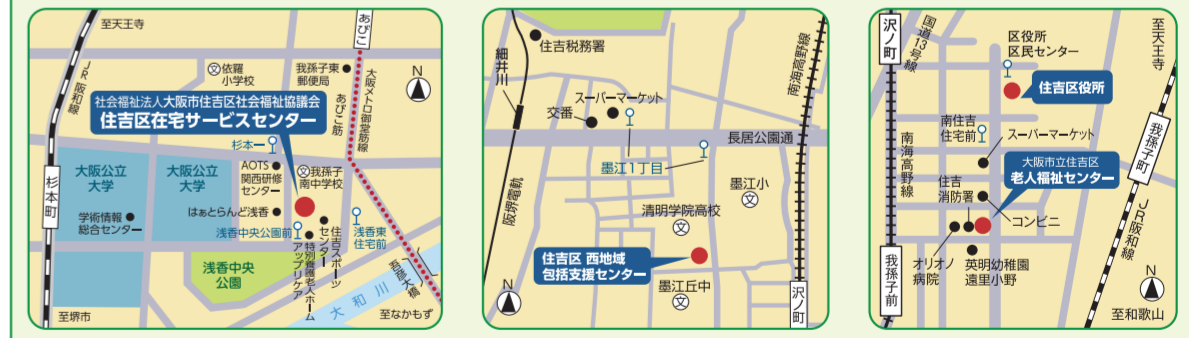 至天王寺
あびこ
JR阪和線
文
依羅
小学校
我孫子東
郵便局
大阪メトロ御堂筋線
あびこ筋
N
社会福祉法人大阪市住吉区社会福祉協議会
住吉区在宅サービスセンター
杉本一
大阪公立
大学
大阪公立
大学
AOTS
関西研修
センター
文
我孫子
南中学校
杉本町
学術情報
総合センター
はぁとらんど浅香
浅香中央公園前
住吉スポーツ
センター
特別養護老人ホーム
アップリケア
浅香東
住宅前
浅香中央
公園
吾彦大橋
大和川
至堺市
至なかもず
住吉税務署
細井川
南海高野線
スーパーマーケット
交番
長居公園通
墨江1丁目
阪堺電軌
墨江小
文
清明学院高校
文
住吉区 西地域
包括支援センター
墨江丘中
文
N
沢ノ町
沢ノ町
国道13号線
区役所
区民センター
至天王寺
住吉区役所
南住吉
住宅前
スーパーマーケット
我孫子町
南海高野線
大阪市立住吉区
老人福祉センター
住吉
消防署
コンビニ
JR阪和線
オリオノ
病院
英明幼稚園
遠里小野
我孫子前
N
至和歌山